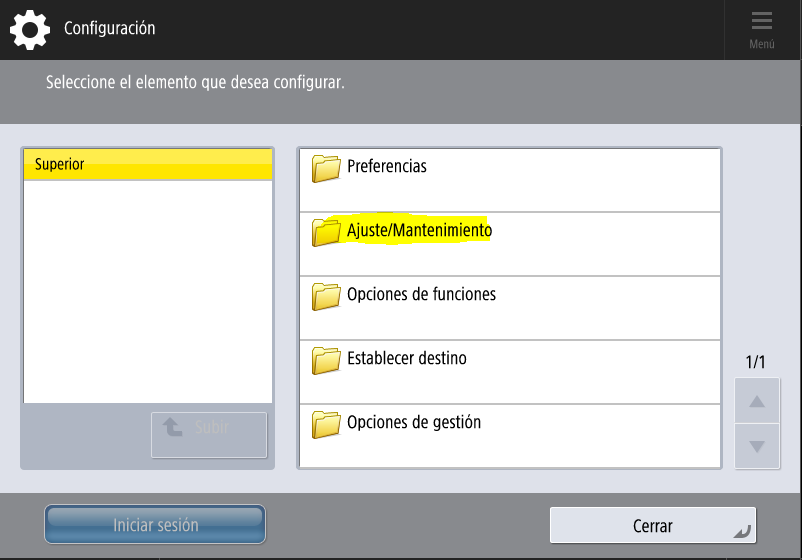 Configuración
Menú
Seleccione el elemento que desea configurar.
Superior
Preferencias
Ajuste/Mantenimiento
Opciones de funciones
Establecer destino
Opciones de gestión
1/1
Subir
Iniciar sesión
Cerrar